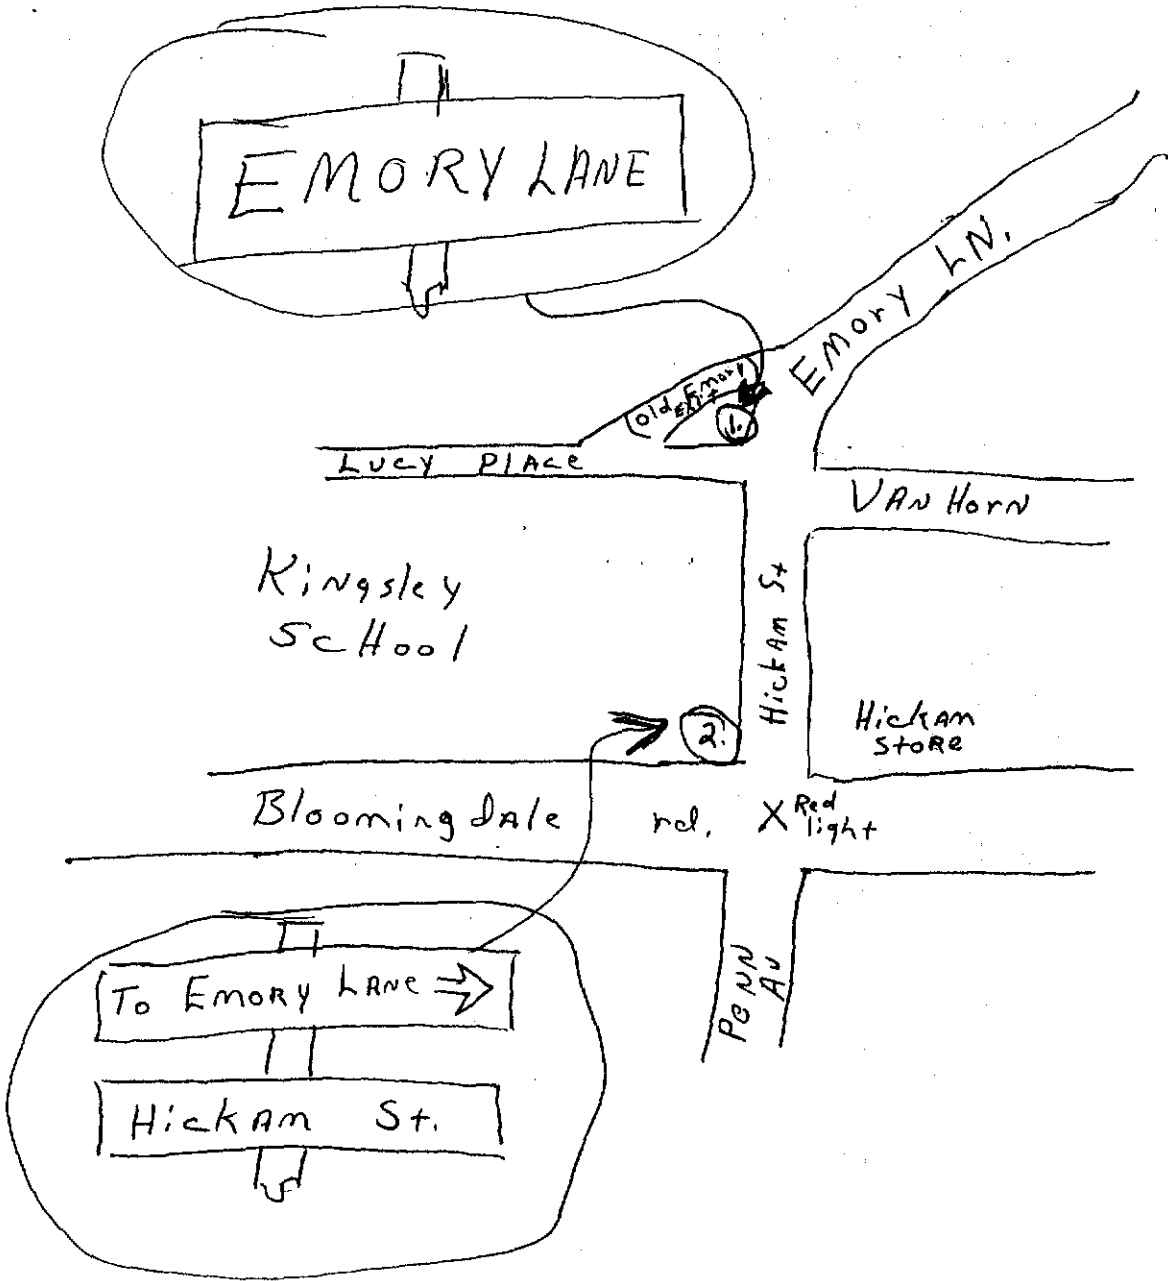 EMORY LANE
EMORY LN.
Old Emory
Exit
1.
LUCY PLACE
VAN HORN
Kingsley
SCHOOL
Hickam St
2.
Hickam
STORE
Bloomingdale rd. X Red
light
To EMORY LANE ⇒
PENN
AV
Hickam St.